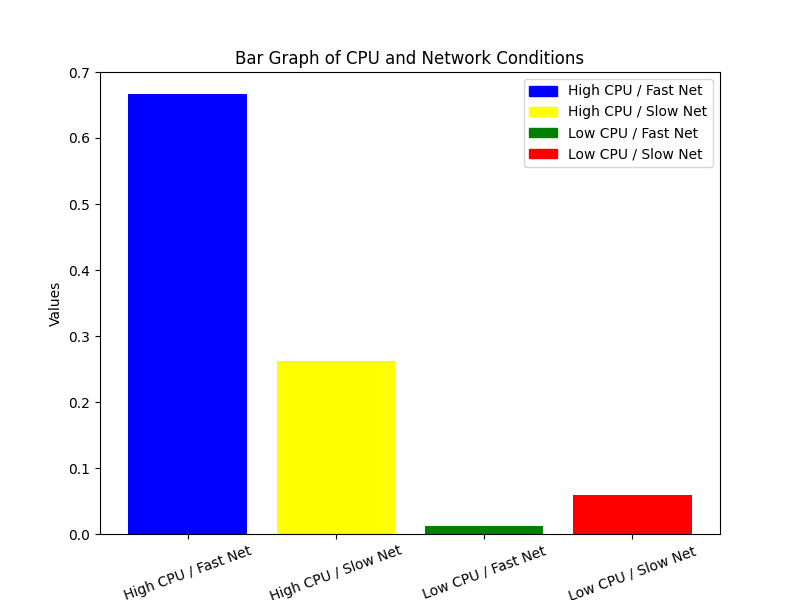 Bar Graph of CPU and Network Conditions
High CPU / Fast Net
High CPU / Slow Net
Low CPU / Fast Net
Low CPU / Slow Net
Values
0.7
0.6
0.5
0.4
0.3
0.2
0.1
0.0
High CPU / Fast Net
High CPU / Slow Net
Low CPU / Fast Net
Low CPU / Slow Net